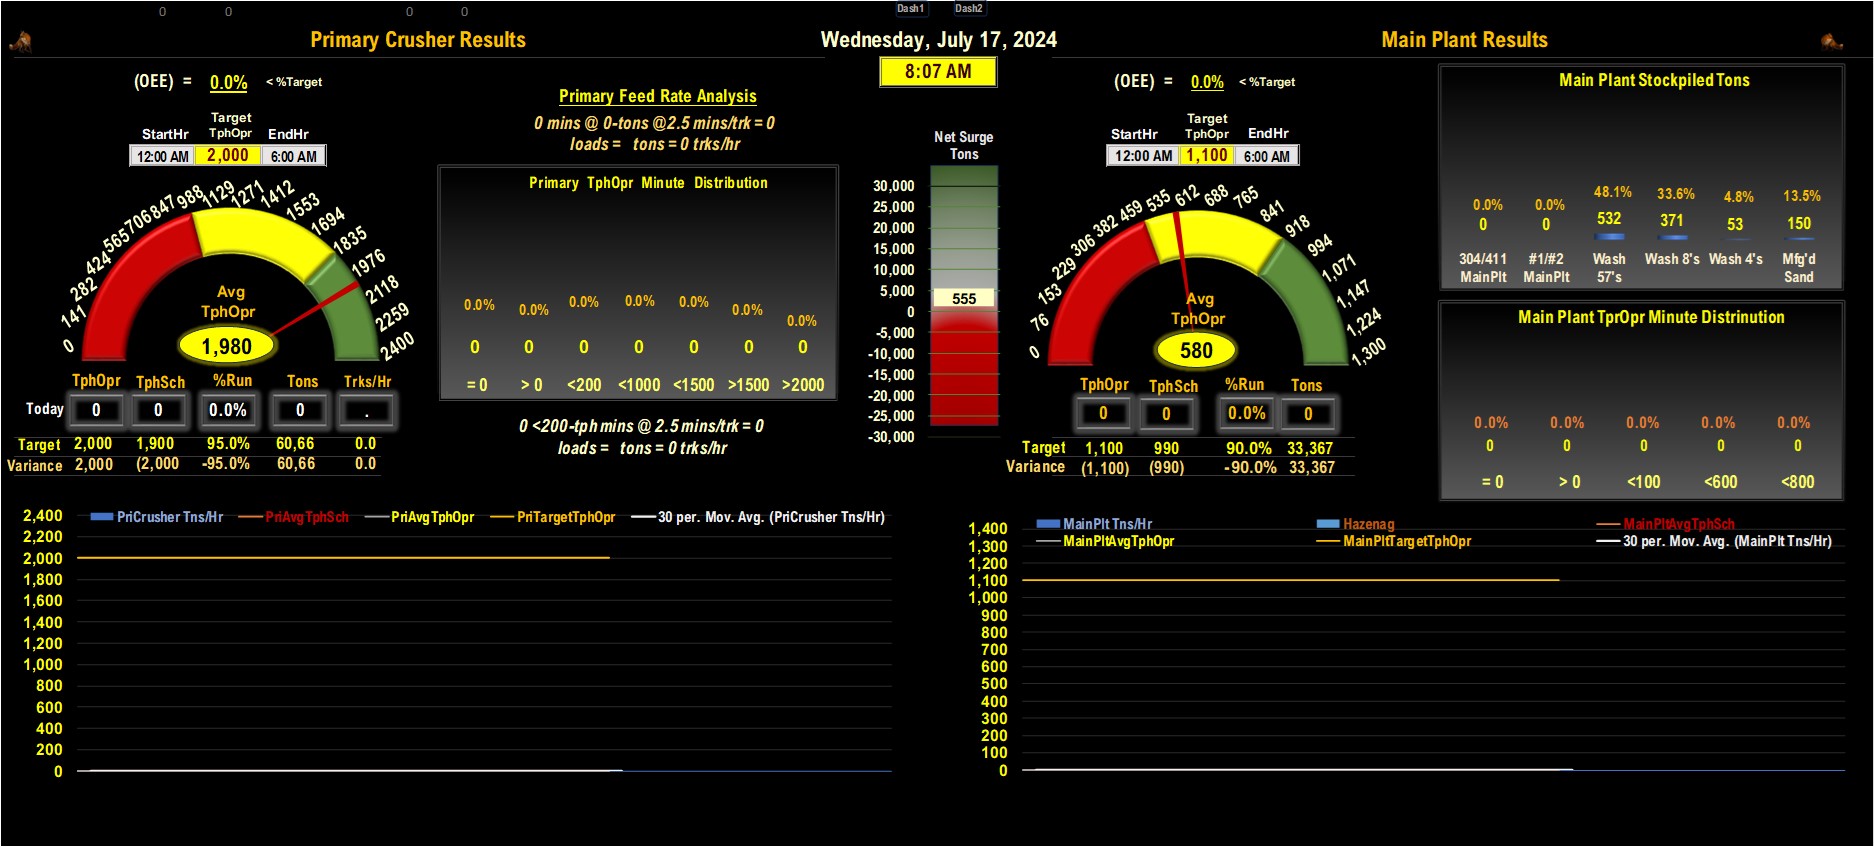 0 0 0 0 Dash1 Dash2
Primary Crusher Results
Wednesday, July 17, 2024
Main Plant Results
8:07 AM
(OEE) = 0.0% < %Target
Target
StartHr TphOpr EndHr
12:00 AM 2,000 6:00 AM
0 141 282 424 565 706 847 988 1129 1271 1412 1553 1694 1835 1976 2118 2259 2400
Avg
TphOpr
1,980
TphOpr TphSch %Run Tons Trks/Hr
Today 0 0 0.0% 0 .
Target 2,000 1,900 95.0% 60,66 0.0
Variance 2,000 (2,000 -95.0% 60,66 0.0
Primary Feed Rate Analysis
0 mins @ 0-tons @2.5 mins/trk = 0
loads = tons = 0 trks/hr
Primary TphOpr Minute Distribution
0.0% 0.0% 0.0% 0.0% 0.0% 0.0% 0.0%
0 0 0 0 0 0 0
= 0 > 0 <200 <1000 <1500 >1500 >2000
0 <200-tph mins @ 2.5 mins/trk = 0
loads = tons = 0 trks/hr
Net Surge
Tons
30,000
25,000
20,000
15,000
10,000
5,000
555
0
-5,000
-10,000
-15,000
-20,000
-25,000
-30,000
(OEE) = 0.0% < %Target
Target
StartHr TphOpr EndHr
12:00 AM 1,100 6:00 AM
0 76 153 229 306 382 459 535 612 688 765 841 918 994 1,071 1,147 1,224 1,300
Avg
TphOpr
580
TphOpr TphSch %Run Tons
0 0 0.0% 0
Target 1,100 990 90.0% 33,367
Variance (1,100) (990) -90.0% 33,367
Main Plant Stockpiled Tons
0.0% 0.0% 48.1% 33.6% 4.8% 13.5%
0 0 532 371 53 150
304/411 #1/#2 Wash Wash 8's Wash 4's Mfg'd
MainPlt MainPlt 57's Sand
Main Plant TprOpr Minute Distrinution
0.0% 0.0% 0.0% 0.0% 0.0%
0 0 0 0 0
= 0 > 0 <100 <600 <800
PriCrusher Tns/Hr PriAvgTphSch PriAvgTphOpr PriTargetTphOpr 30 per. Mov. Avg. (PriCrusher Tns/Hr)
2,400
2,200
2,000
1,800
1,600
1,400
1,200
1,000
800
600
400
200
0
MainPlt Tns/Hr Hazenag MainPltAvgTphSch
MainPltAvgTphOpr MainPltTargetTphOpr 30 per. Mov. Avg. (MainPlt Tns/Hr)
1,400
1,300
1,200
1,100
1,000
900
800
700
600
500
400
300
200
100
0